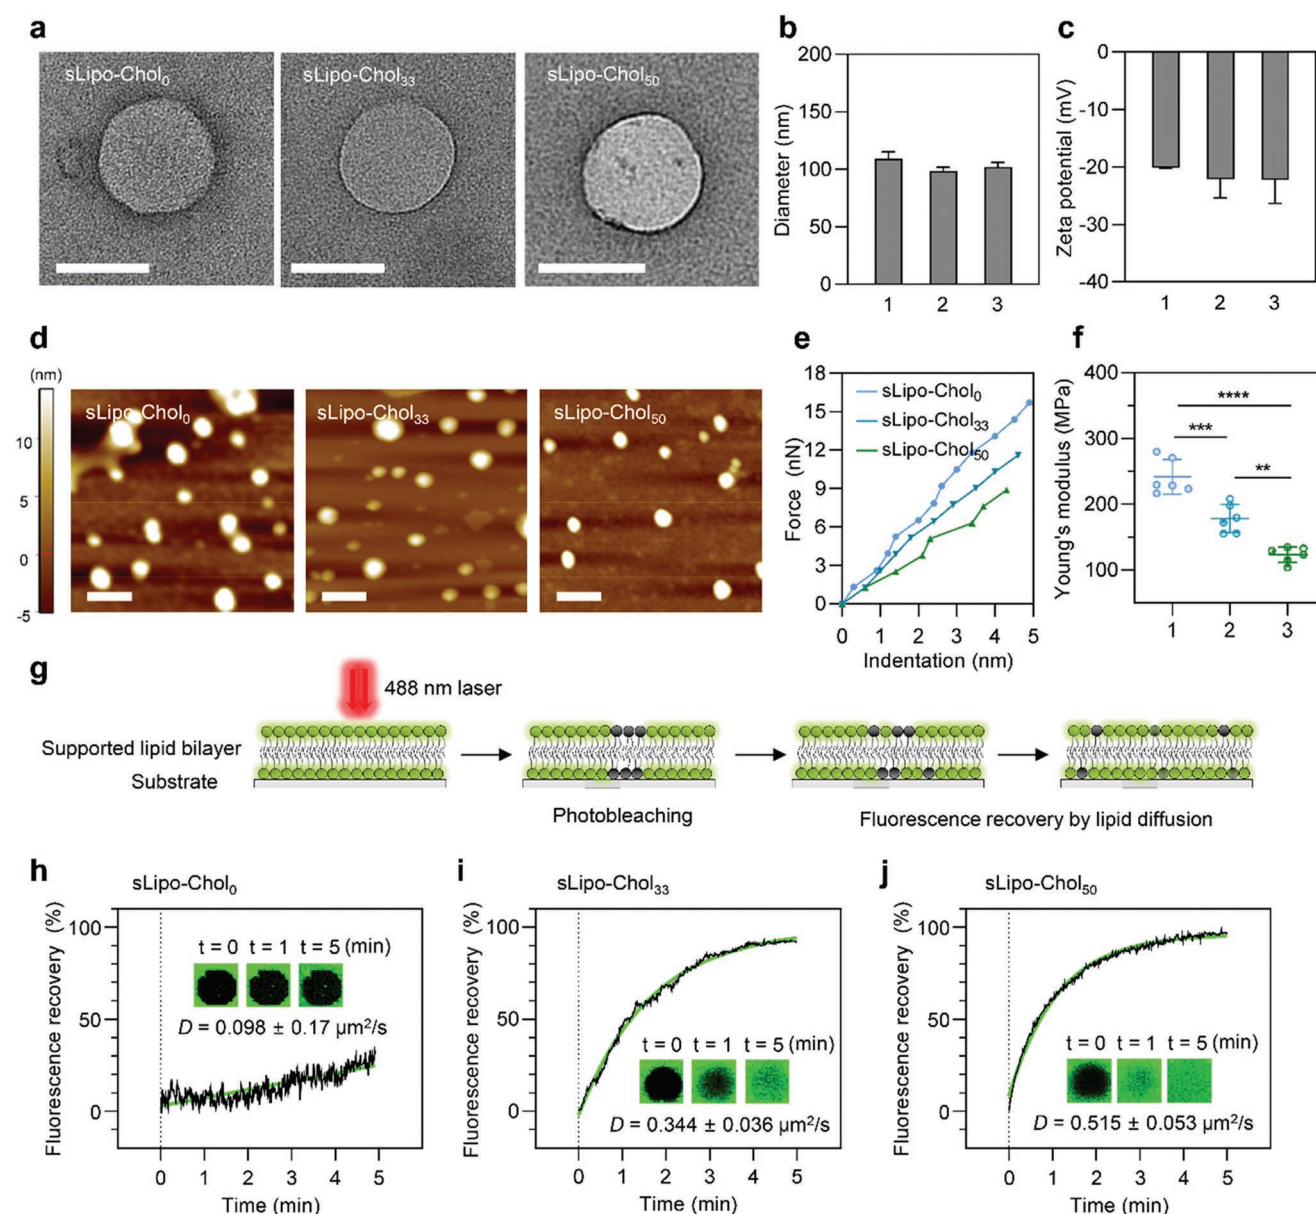 a
sLipo-Chol₀
sLipo-Chol₃₃
sLipo-Chol₅₀
b
Diameter (nm)
200
150
100
50
0
1 2 3
c
Zeta potential (mV)
0
-10
-20
-30
-40
1 2 3
d
(nm)
10
0
-5
sLipo-Chol₀
sLipo-Chol₃₃
sLipo-Chol₅₀
e
Force (nN)
18
15
12
9
6
3
0
sLipo-Chol₀
sLipo-Chol₃₃
sLipo-Chol₅₀
0 1 2 3 4 5
Indentation (nm)
f
Young's modulus (MPa)
400
300
200
100
****
***
**
1 2 3
g
488 nm laser
Supported lipid bilayer
Substrate
Photobleaching
Fluorescence recovery by lipid diffusion
h
sLipo-Chol₀
Fluorescence recovery (%)
100
50
0
t = 0 t = 1 t = 5 (min)
D = 0.098 ± 0.17 µm²/s
0 1 2 3 4 5
Time (min)
i
sLipo-Chol₃₃
Fluorescence recovery (%)
100
50
0
t = 0 t = 1 t = 5 (min)
D = 0.344 ± 0.036 µm²/s
0 1 2 3 4 5
Time (min)
j
sLipo-Chol₅₀
Fluorescence recovery (%)
100
50
0
t = 0 t = 1 t = 5 (min)
D = 0.515 ± 0.053 µm²/s
0 1 2 3 4 5
Time (min)